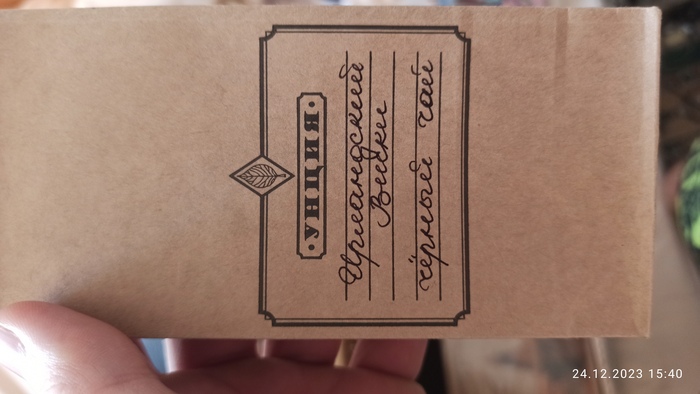 УНЦИЯ
Ирландский
Виски
чёрный чай
24.12.2023 15:40